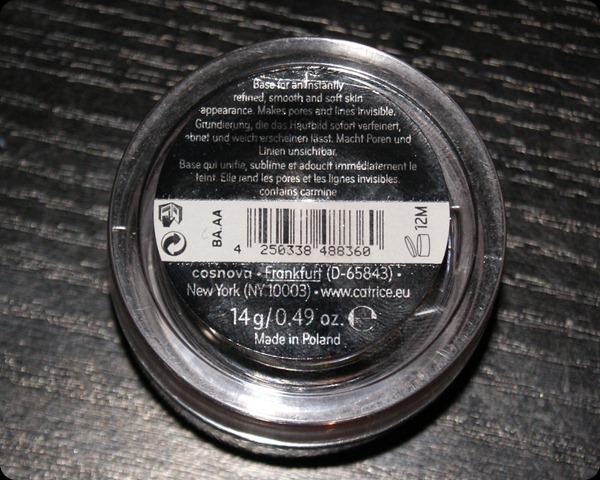 Base for an instantly
refined, smooth and soft skin
appearance. Makes pores and lines invisible.
Grundierung, die das Hautbild sofort verfeinert,
ebnet und weich erscheinen lässt. Macht Poren und
Linien unsichtbar.
Base qui unifie, sublime et adoucit immédiatement le
teint. Elle rend les pores et les lignes invisibles.
contains carmine
BA.AA
4 250338 488360
12M
cosnova • Frankfurt (D-65843) •
New York (NY 10003) • www.catrice.eu
14 g/0.49 oz. ℮
Made in Poland